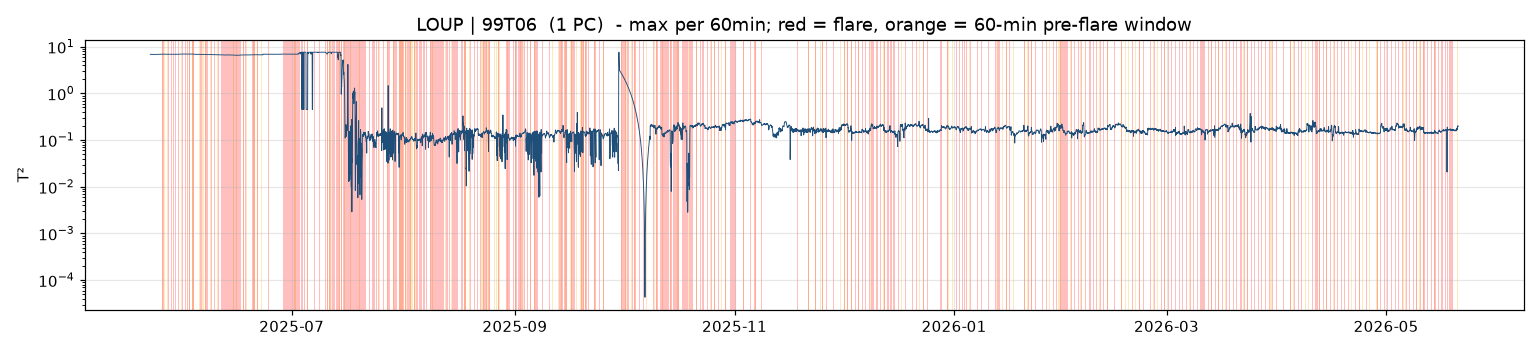 LOUP | 99T06  (1 PC)  - max per 60min; red = flare, orange = 60-min pre-flare window
T²
10¹
10⁰
10⁻¹
10⁻²
10⁻³
10⁻⁴
2025-07 2025-09 2025-11 2026-01 2026-03 2026-05